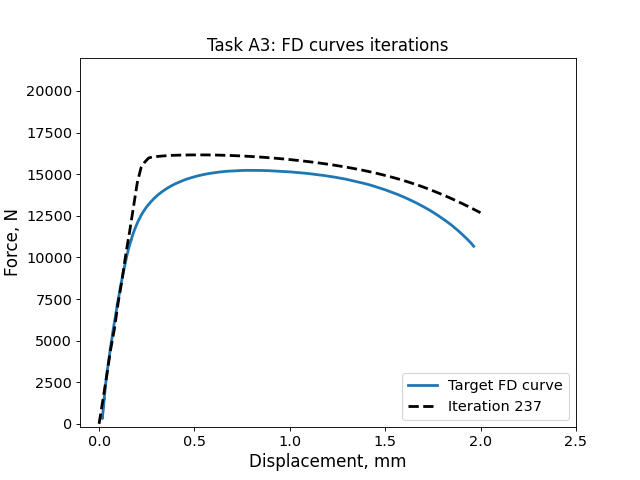 Task A3: FD curves iterations
Force, N
20000
17500
15000
12500
10000
7500
5000
2500
0
0.0 0.5 1.0 1.5 2.0 2.5
Displacement, mm
Target FD curve
Iteration 237